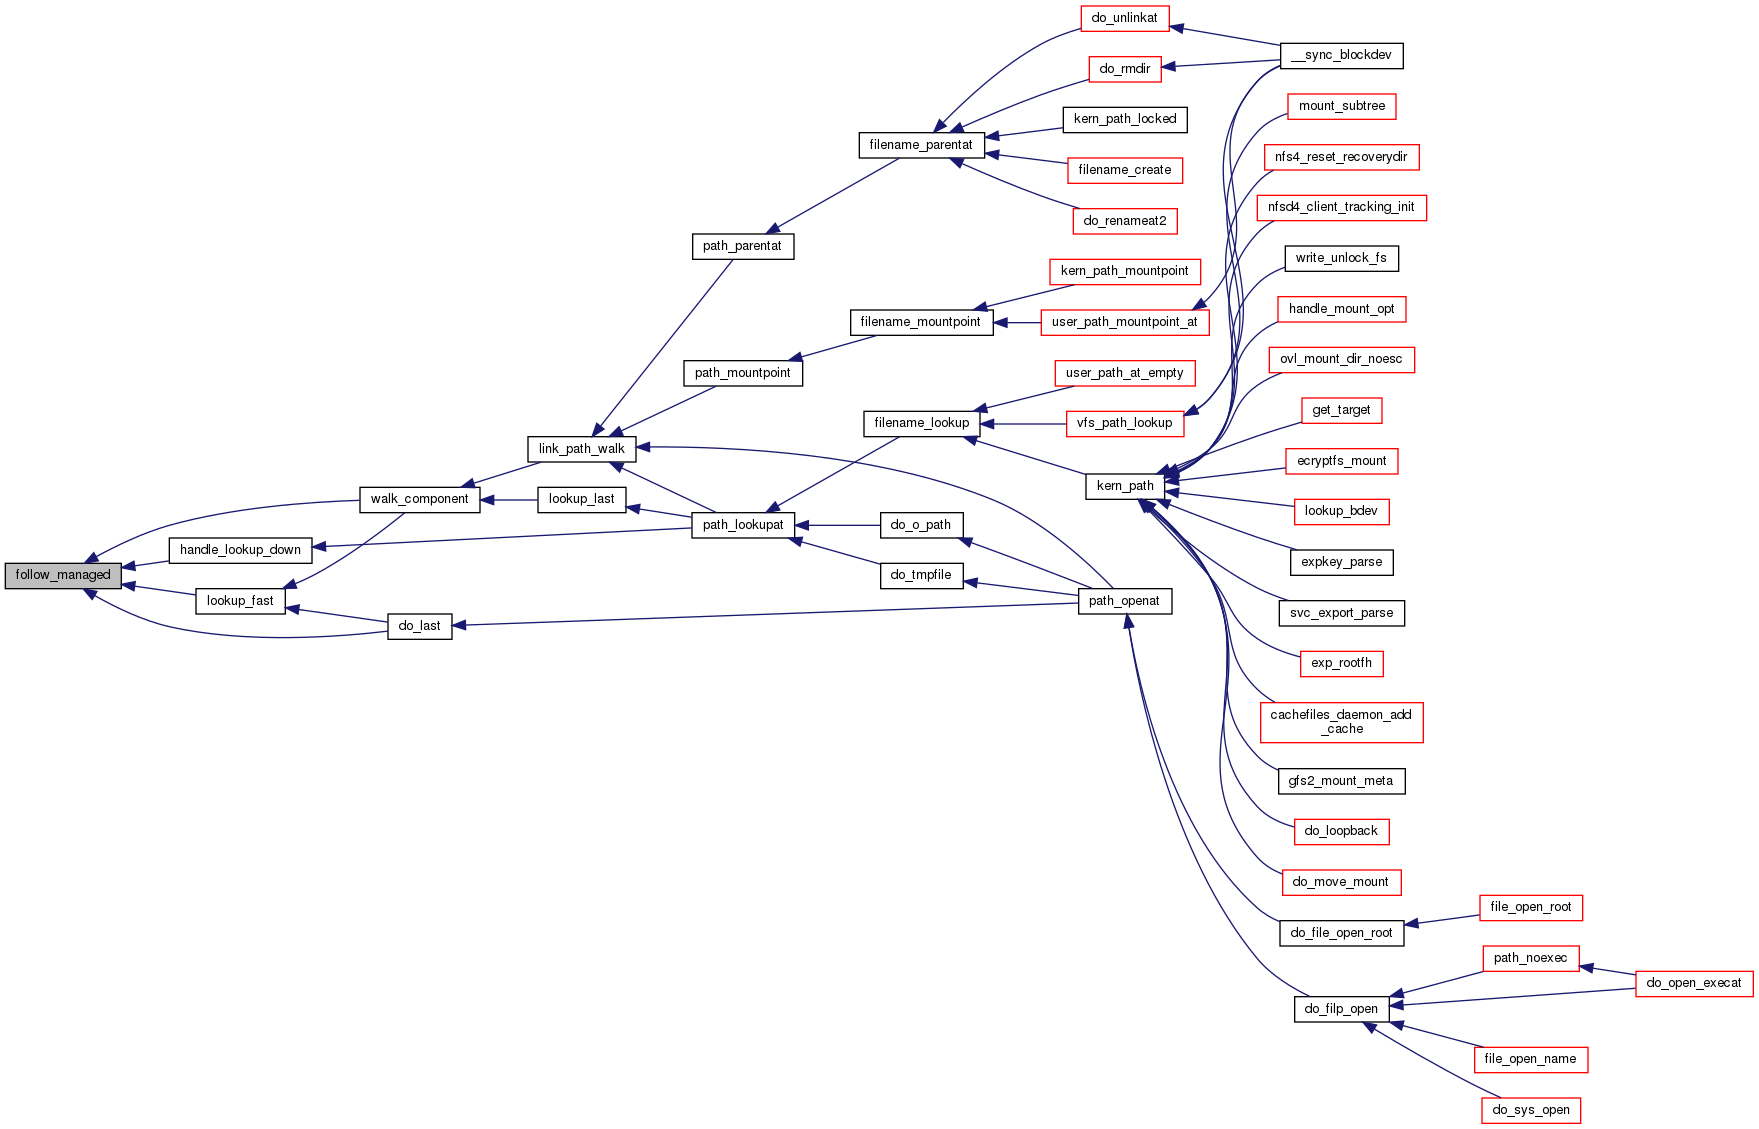 do_unlinkat
__sync_blockdev
do_rmdir
mount_subtree
kern_path_locked
filename_parentat
nfs4_reset_recoverydir
filename_create
nfsd4_client_tracking_init
do_renameat2
path_parentat
write_unlock_fs
kern_path_mountpoint
handle_mount_opt
filename_mountpoint
user_path_mountpoint_at
ovl_mount_dir_noesc
path_mountpoint
user_path_at_empty
get_target
filename_lookup
vfs_path_lookup
link_path_walk
ecryptfs_mount
kern_path
walk_component
lookup_last
lookup_bdev
path_lookupat
do_o_path
handle_lookup_down
expkey_parse
follow_managed
do_tmpfile
lookup_fast
path_openat
svc_export_parse
do_last
exp_rootfh
cachefiles_daemon_add
_cache
gfs2_mount_meta
do_loopback
do_move_mount
file_open_root
do_file_open_root
path_noexec
do_open_execat
do_filp_open
file_open_name
do_sys_open